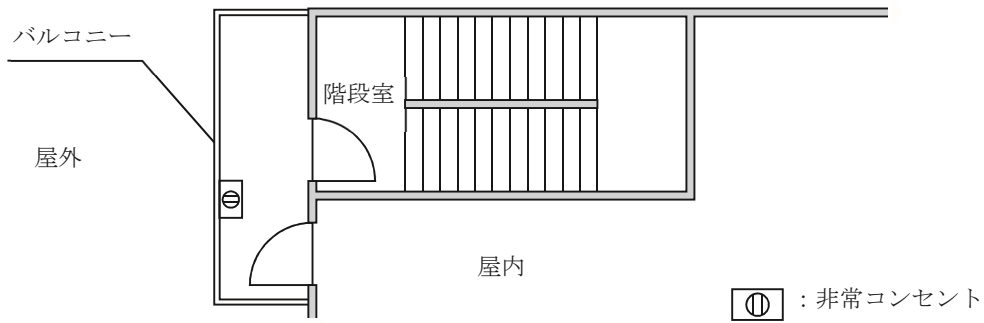 バルコニー
階段室
屋外
屋内
：非常コンセント